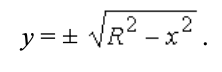 y = ± √(R² − x²) .